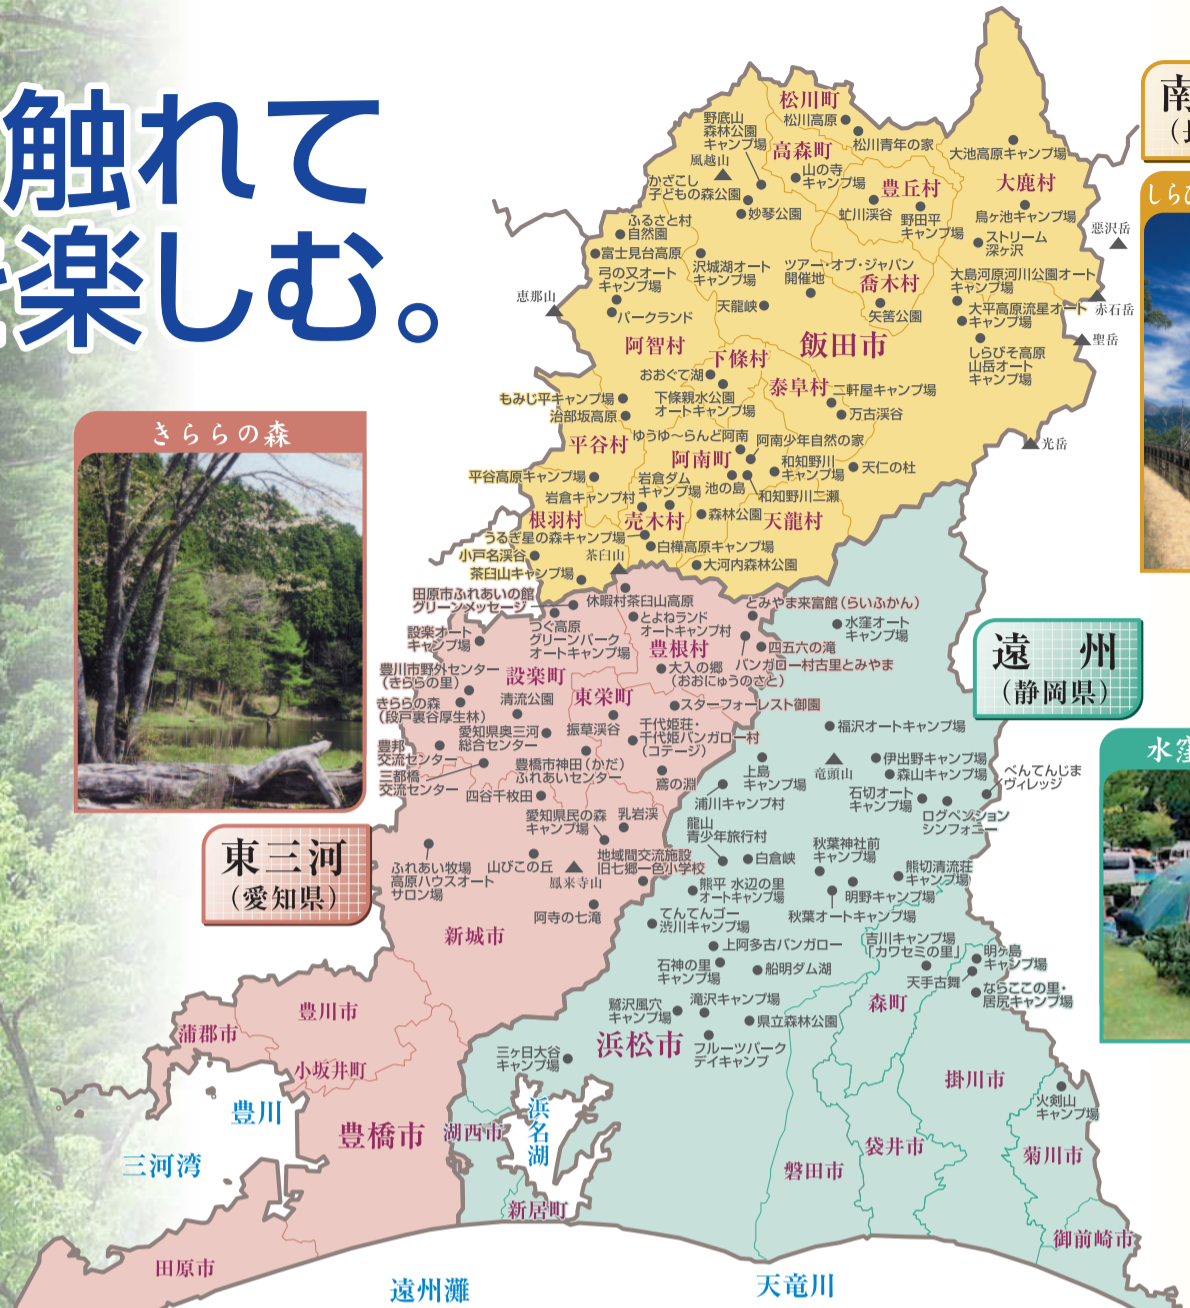 触れて
楽しむ。
南
しらび
松川町
松川高原
松川青年の家
野底山
森林公園
キャンプ場
高森町
風越山
山の寺
キャンプ場
大池高原キャンプ場
かざこし
子どもの森公園
妙琴公園
豊丘村
虻川渓谷
野田平
キャンプ場
大鹿村
鳥ヶ池キャンプ場
ストリーム
深ヶ沢
悪沢岳
ふるさと村
自然園
富士見台高原
弓の又オート
キャンプ場
沢城湖オート
キャンプ場
ツアー・オブ・ジャパン
開催地
喬木村
大島河原河川公園オート
キャンプ場
恵那山
パークランド
天龍峡
矢筈公園
大平高原流星オート
キャンプ場
赤石岳
聖岳
阿智村
下條村
飯田市
しらびそ高原
山岳オート
キャンプ場
おおぐて湖
泰阜村
二軒屋キャンプ場
もみじ平キャンプ場
治部坂高原
下條親水公園
オートキャンプ場
万古渓谷
平谷村
ゆうゆ〜らんど阿南
阿南少年自然の家
光岳
阿南町
和知野川
キャンプ場
天仁の杜
平谷高原キャンプ場
岩倉ダム
キャンプ場
池の島
和知野川二瀬
岩倉キャンプ村
根羽村
売木村
森林公園
天龍村
うるぎ星の森キャンプ場
白樺高原キャンプ場
小戸名渓谷
茶臼山
大河内森林公園
茶臼山キャンプ場
きららの森
田原市ふれあいの館
グリーンメッセージ
休暇村茶臼山高原
とみやま来富館(らいふかん)
つぐ高原
グリーンパーク
オートキャンプ場
とよねランド
オートキャンプ村
水窪オート
キャンプ場
設楽オート
キャンプ場
豊根村
四五六の滝
バンガロー村古里とみやま
豊川市野外センター
(きららの里)
設楽町
大入の郷
(おおにゅうのさと)
遠州
(静岡県)
きららの森
(段戸裏谷厚生林)
清流公園
東栄町
スターフォーレスト御園
愛知県奥三河
総合センター
振草渓谷
千代姫荘・
千代姫バンガロー村
(コテージ)
福沢オートキャンプ場
豊邦
交流センター
三都橋
交流センター
豊橋市神田(かだ)
ふれあいセンター
鳶の淵
上島
キャンプ場
竜頭山
伊出野キャンプ場
森山キャンプ場
べんてんじま
ヴィレッジ
四谷千枚田
浦川キャンプ村
石切オート
キャンプ場
ログペンション
シンフォニー
水窪
愛知県民の森
キャンプ場
乳岩渓
龍山
青少年旅行村
東三河
(愛知県)
ふれあい牧場
高原ハウスオート
サロン場
山びこの丘
鳳来寺山
地域間交流施設
旧七郷一色小学校
白倉峡
秋葉神社前
キャンプ場
熊切清流荘
キャンプ場
熊平 水辺の里
オートキャンプ場
明野キャンプ場
阿寺の七滝
てんてんゴー
渋川キャンプ場
秋葉オートキャンプ場
新城市
上阿多古バンガロー
吉川キャンプ場
「カワセミの里」
明ヶ島
キャンプ場
石神の里
キャンプ場
船明ダム湖
天手古舞
ならここの里・
居尻キャンプ場
豊川市
鷲沢風穴
キャンプ場
滝沢キャンプ場
森町
蒲郡市
県立森林公園
浜松市
三ヶ日大谷
キャンプ場
フルーツパーク
デイキャンプ
小坂井町
掛川市
豊川
浜名湖
火剣山
キャンプ場
豊橋市
湖西市
三河湾
磐田市
袋井市
菊川市
新居町
御前崎市
田原市
遠州灘
天竜川